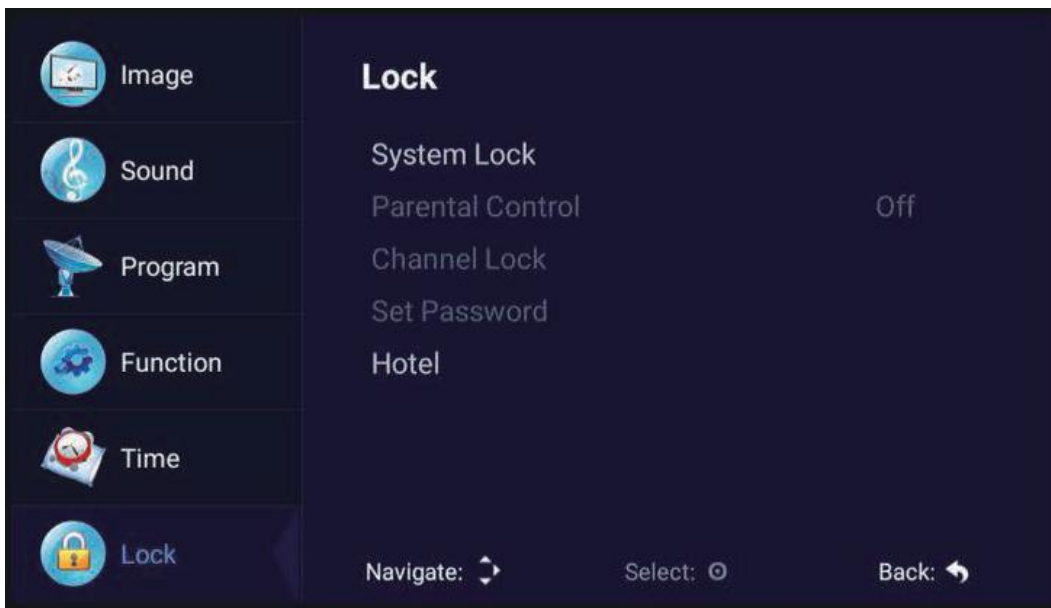 Image
Sound
Program
Function
Time
Lock
Lock
System Lock
Parental Control Off
Channel Lock
Set Password
Hotel
Navigate: Select: Back: